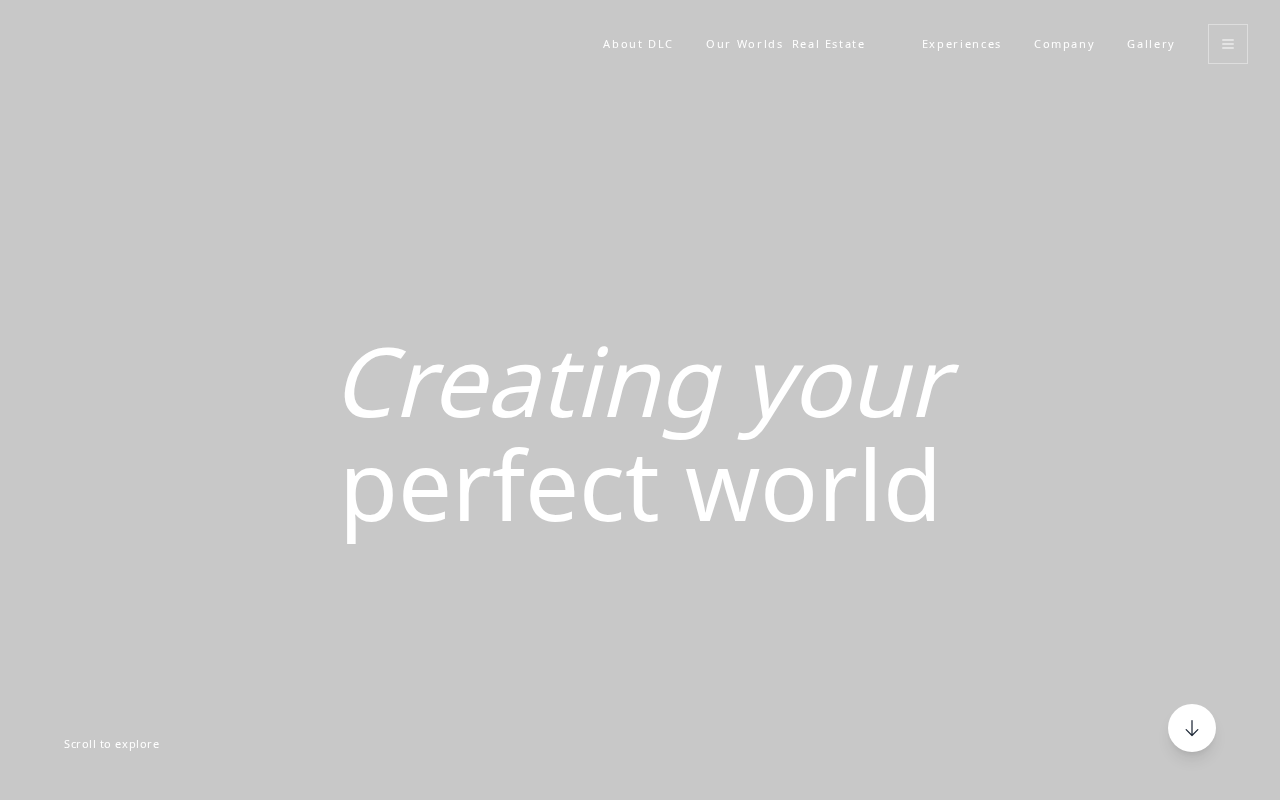 About DLC Our Worlds Real Estate Experiences Company Gallery
Creating your
perfect world
Scroll to explore